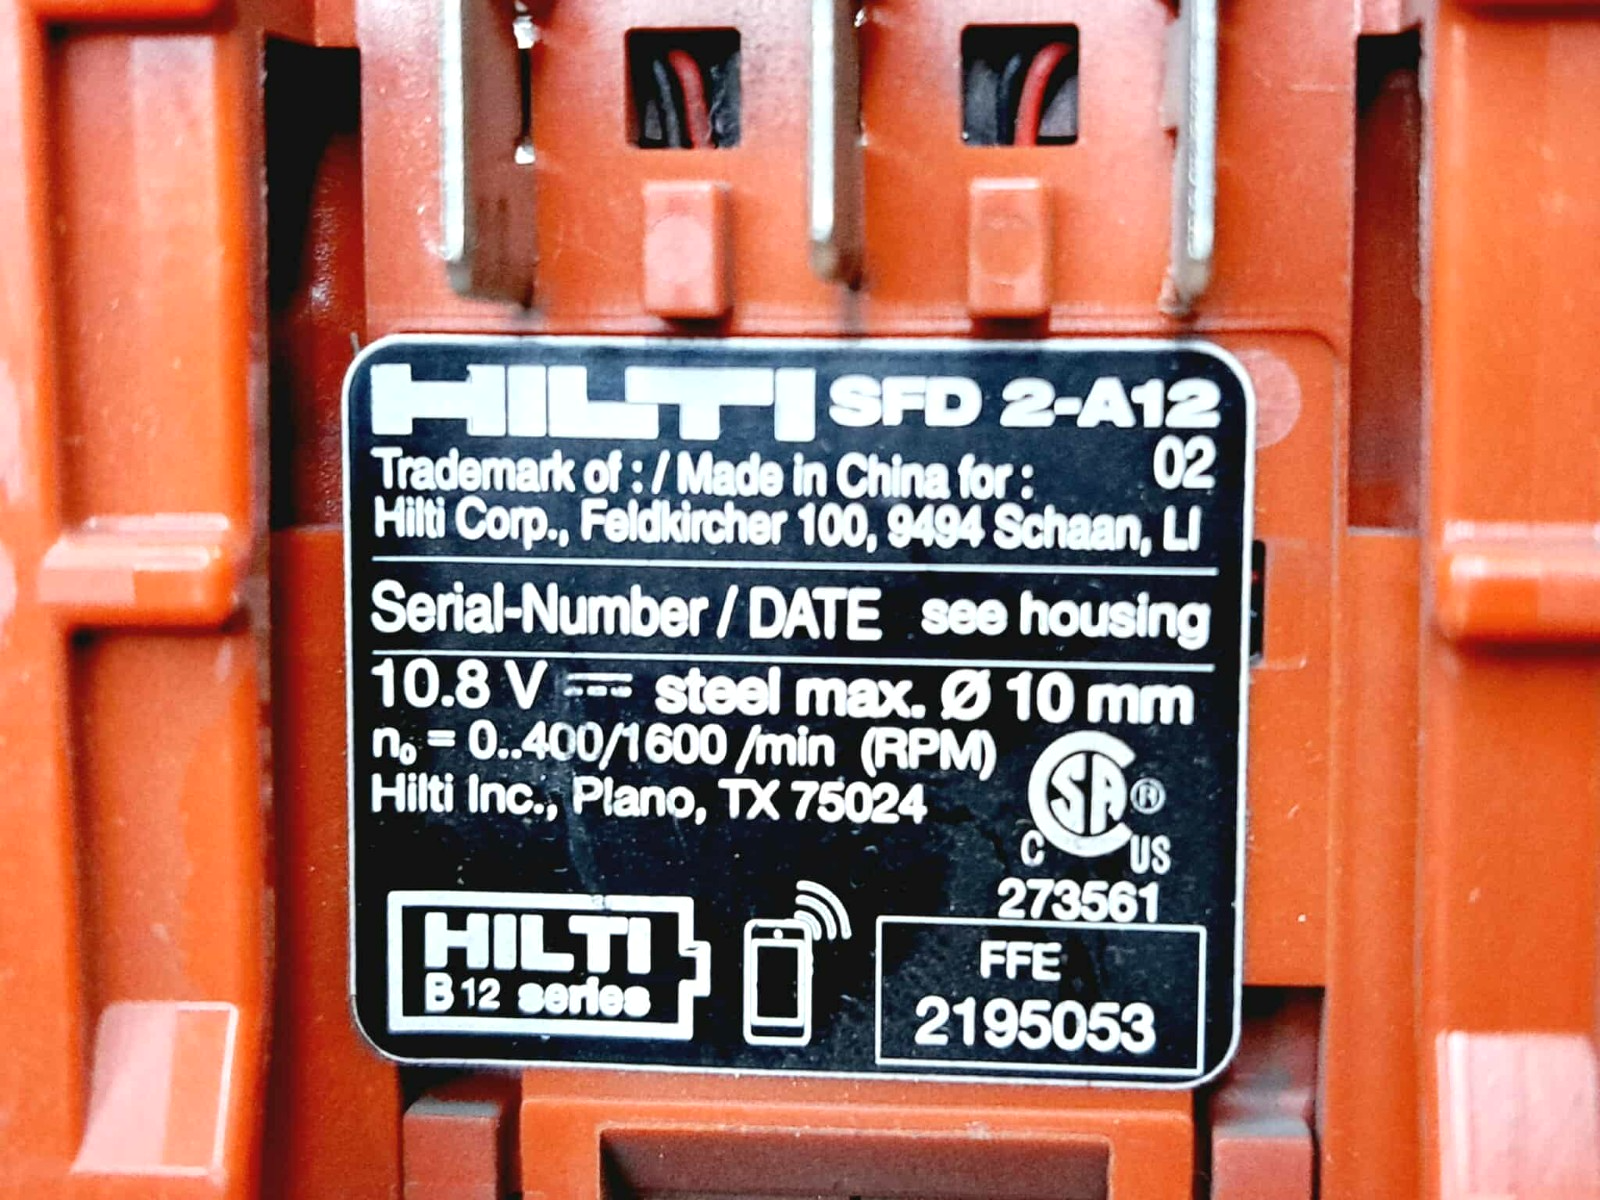 HILTI SFD 2-A12
02
Trademark of : / Made in China for :
Hilti Corp., Feldkircher 100, 9494 Schaan, LI
Serial-Number / DATE see housing
10.8 V ⎓ steel max. Ø 10 mm
n₀ = 0..400/1600 /min (RPM)
Hilti Inc., Plano, TX 75024
CSA ®
C US
273561
HILTI
B 12 series
FFE
2195053